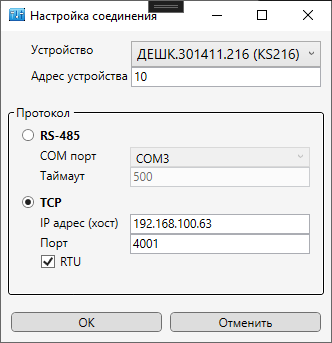 Настройка соединения
Устройство ДЕШК.301411.216 (KS216)
Адрес устройства 10
Протокол
RS-485
COM порт COM3
Таймаут 500
TCP
IP адрес (хост) 192.168.100.63
Порт 4001
RTU
OK Отменить